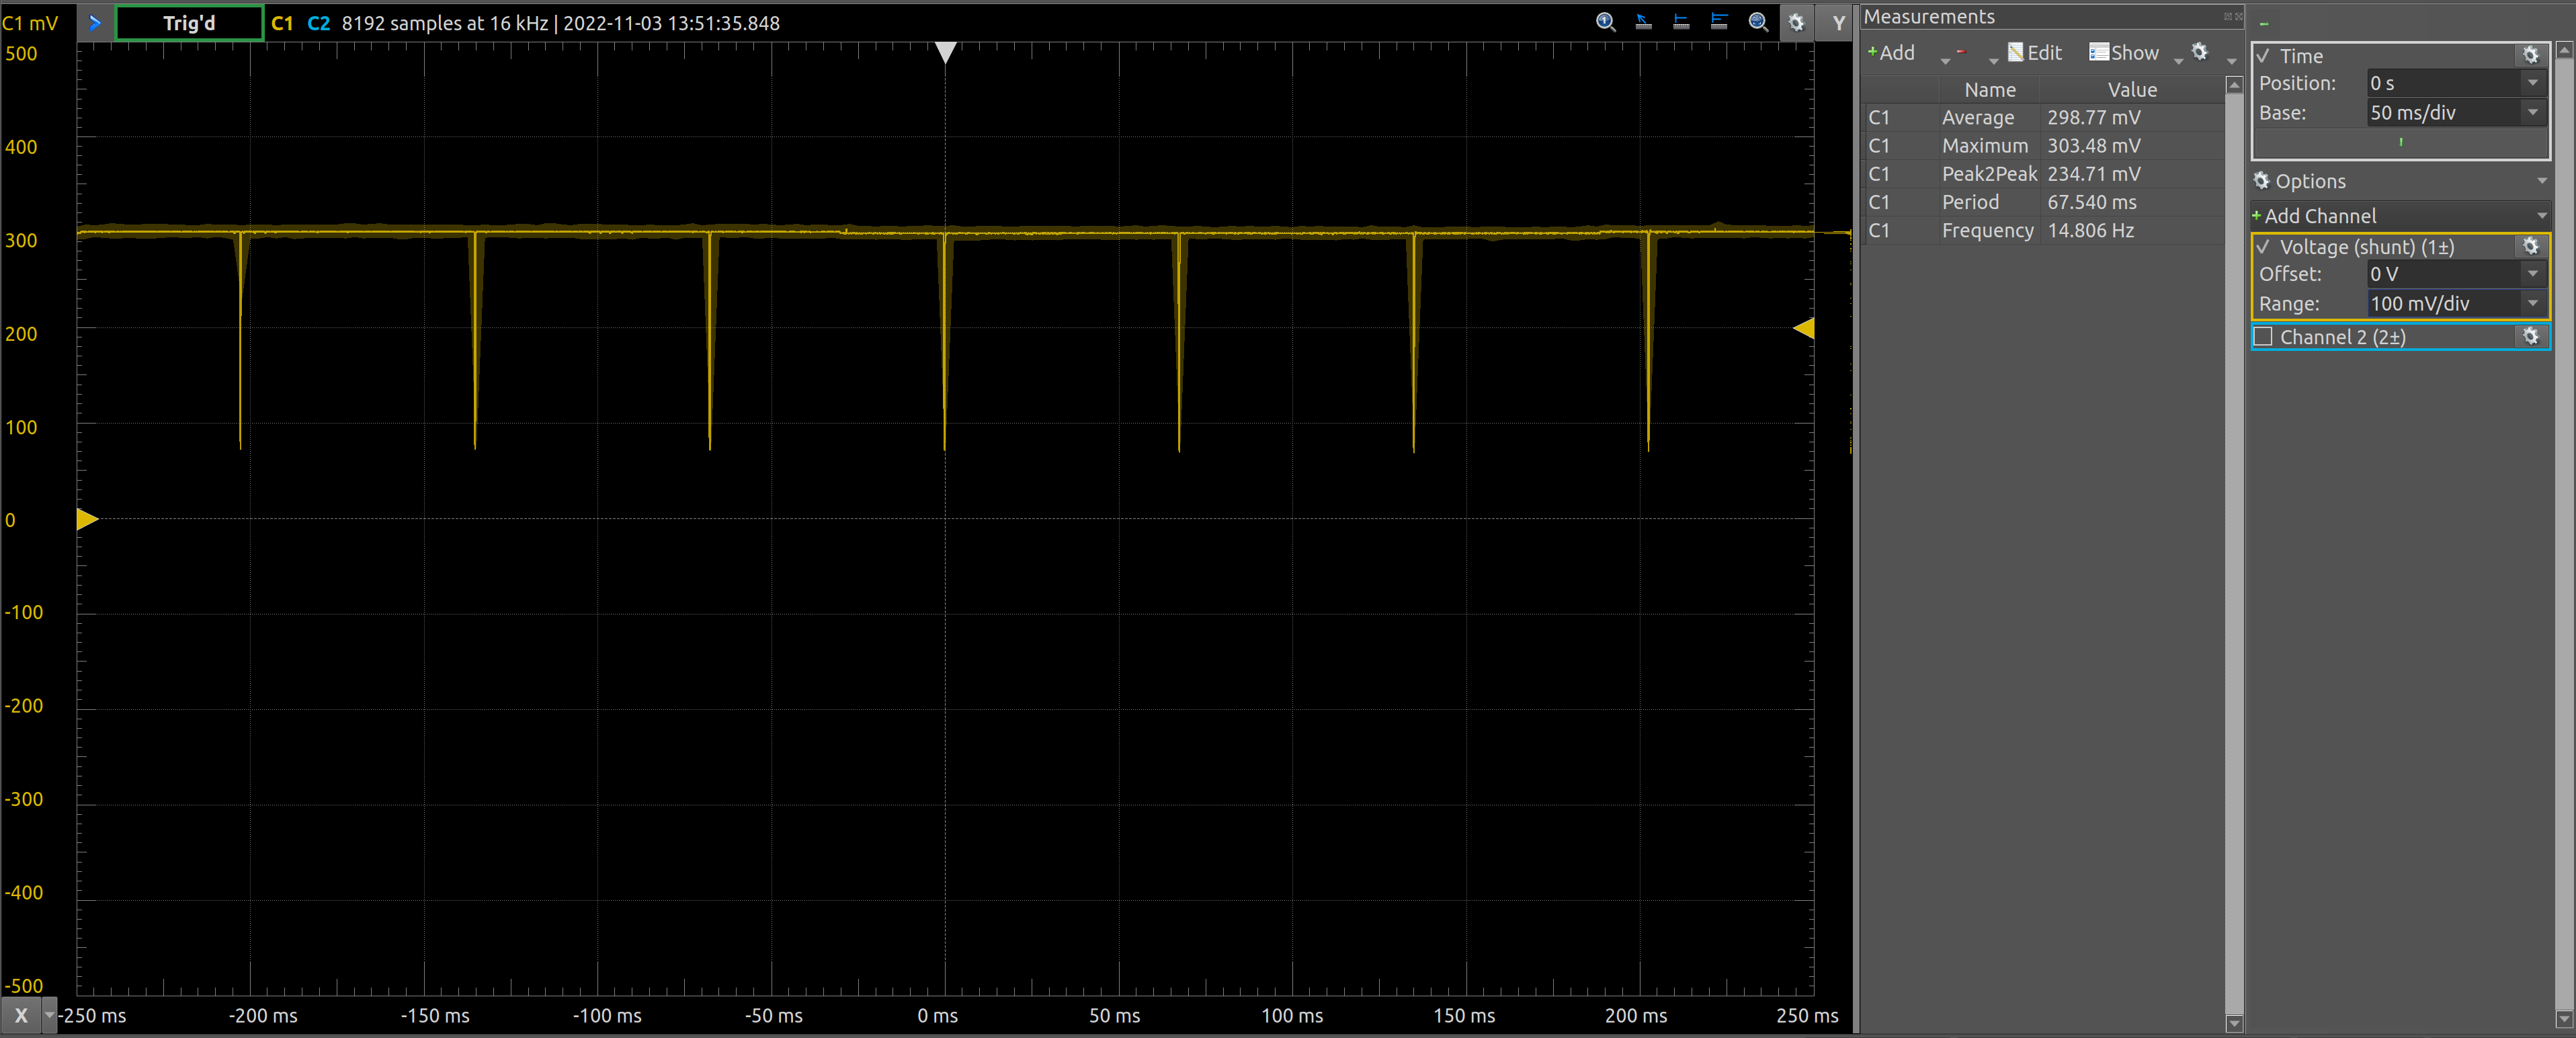 C1 mV
Trig'd
C1 C2 8192 samples at 16 kHz | 2022-11-03 13:51:35.848
Y
500
400
300
200
100
0
-100
-200
-300
-400
-500
X
-250 ms
-200 ms
-150 ms
-100 ms
-50 ms
0 ms
50 ms
100 ms
150 ms
200 ms
250 ms
Measurements
+Add
Edit
Show
Name Value
C1 Average 298.77 mV
C1 Maximum 303.48 mV
C1 Peak2Peak 234.71 mV
C1 Period 67.540 ms
C1 Frequency 14.806 Hz
Time
Position: 0 s
Base: 50 ms/div
Options
+ Add Channel
Voltage (shunt) (1±)
Offset: 0 V
Range: 100 mV/div
Channel 2 (2±)